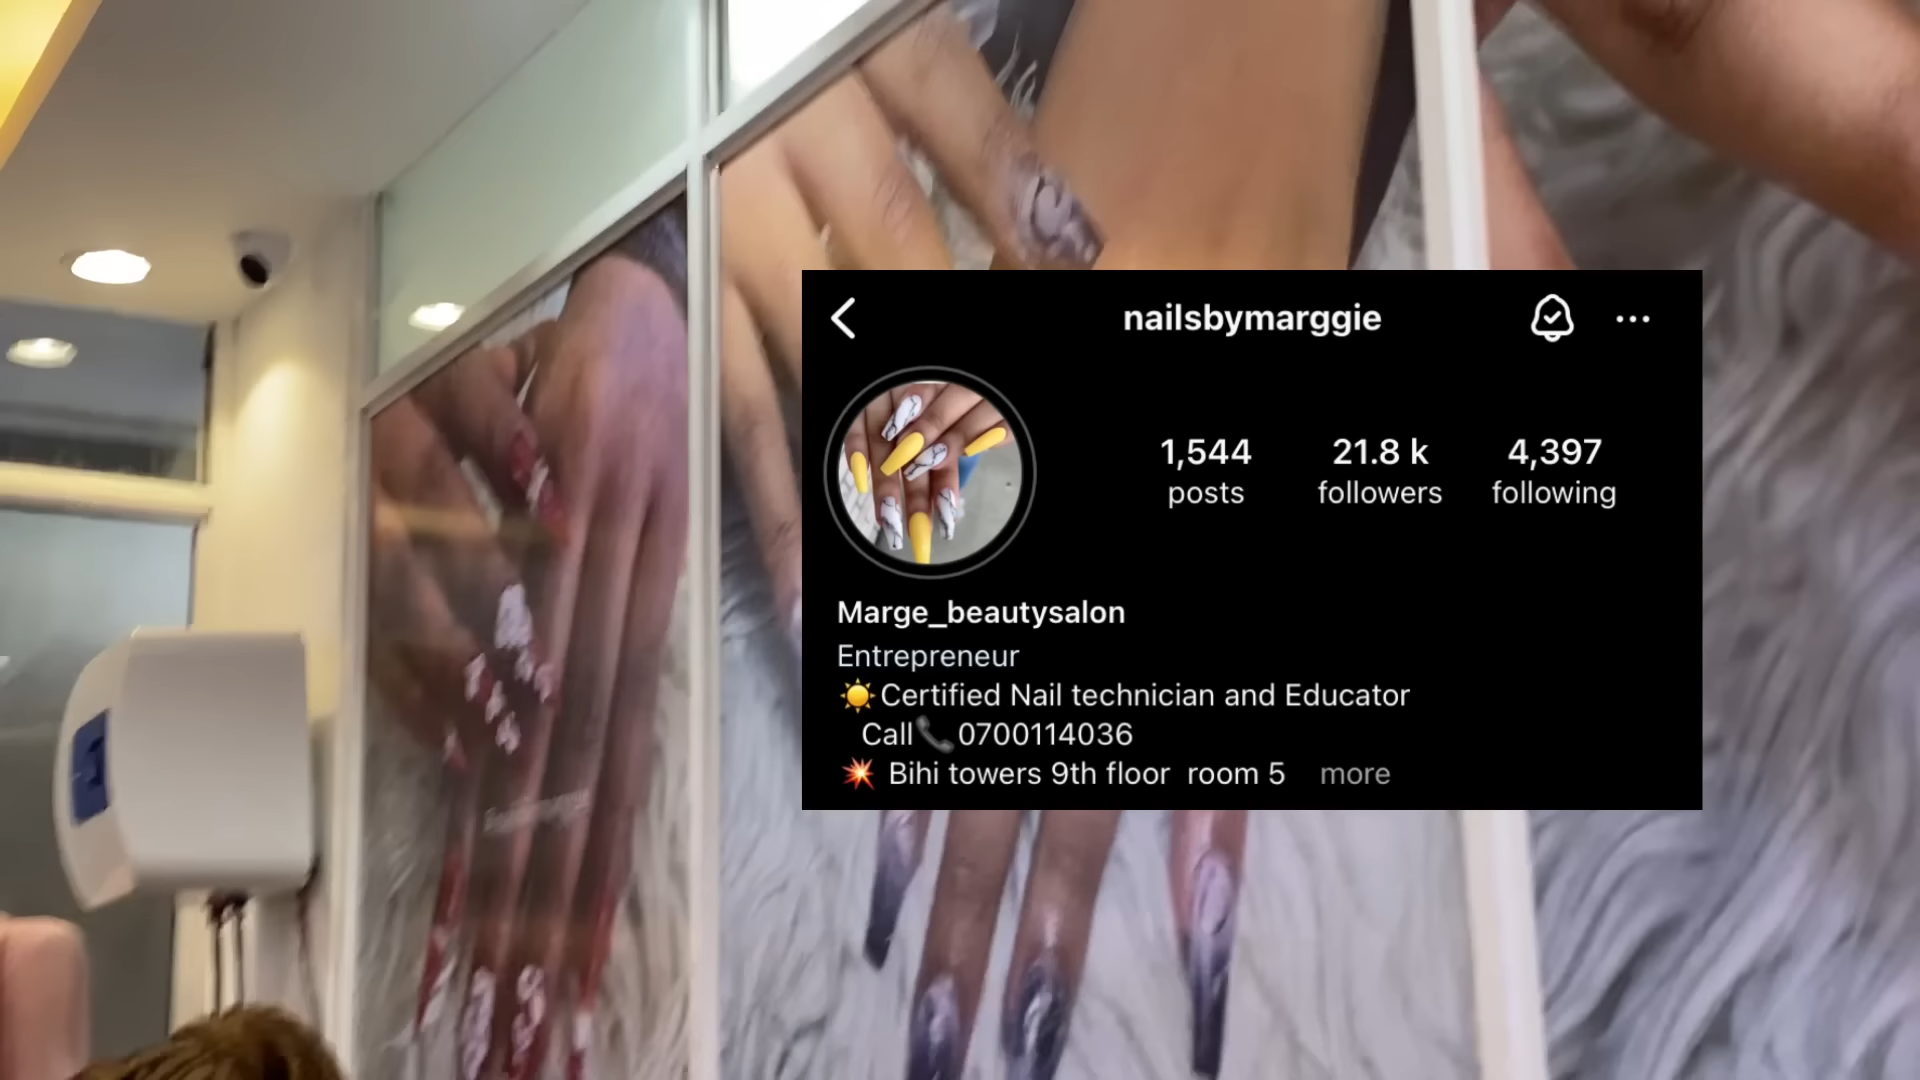 nailsbymarggie
1,544
posts
21.8 k
followers
4,397
following
Marge_beautysalon
Entrepreneur
☀️Certified Nail technician and Educator
Call📞0700114036
💥 Bihi towers 9th floor room 5 more